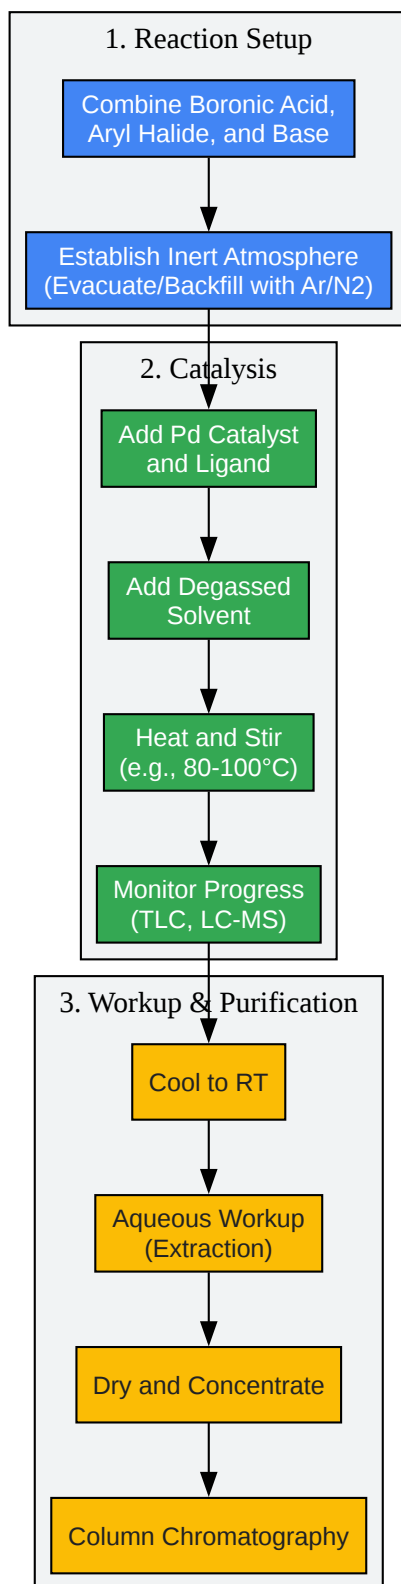 1. Reaction Setup
Combine Boronic Acid,
Aryl Halide, and Base
Establish Inert Atmosphere
(Evacuate/Backfill with Ar/N2)
2. Catalysis
Add Pd Catalyst
and Ligand
Add Degassed
Solvent
Heat and Stir
(e.g., 80-100°C)
Monitor Progress
(TLC, LC-MS)
3. Workup & Purification
Cool to RT
Aqueous Workup
(Extraction)
Dry and Concentrate
Column Chromatography